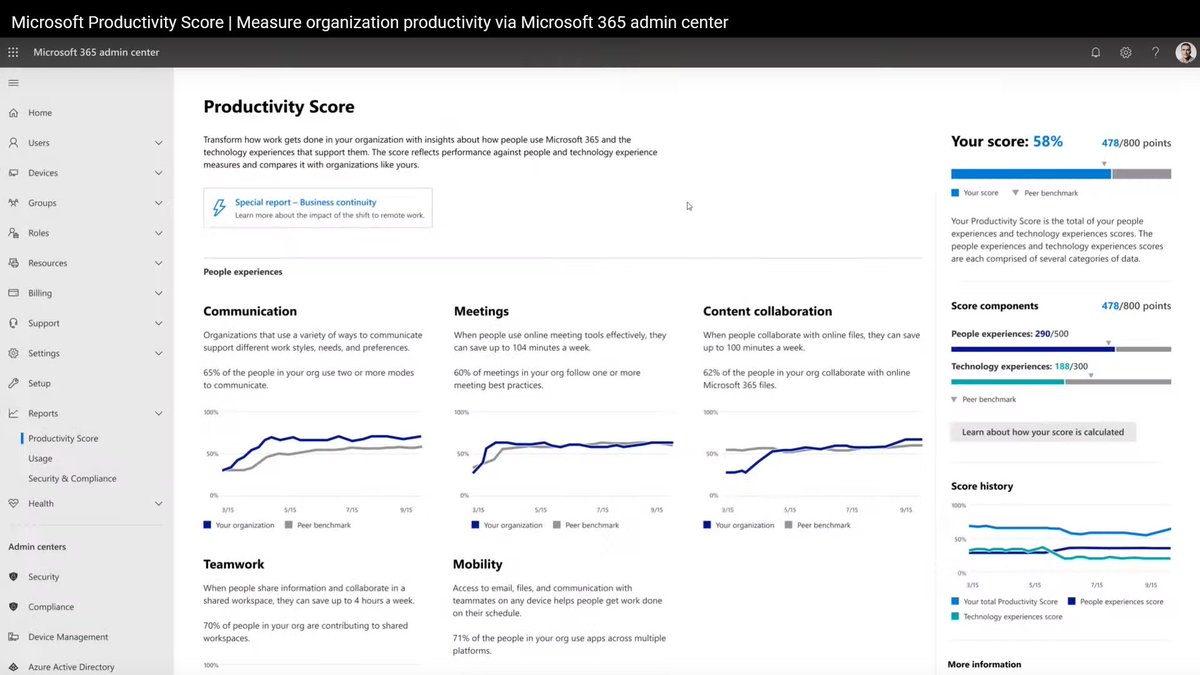 Microsoft Productivity Score | Measure organization productivity via Microsoft 365 admin center
Microsoft 365 admin center
Home
Users
Devices
Groups
Roles
Resources
Billing
Support
Settings
Setup
Reports
Productivity Score
Usage
Security & Compliance
Health
Admin centers
Security
Compliance
Device Management
Azure Active Directory
Productivity Score
Transform how work gets done in your organization with insights about how people use Microsoft 365 and the
technology experiences that support them. The score reflects performance against people and technology experience
measures and compares it with organizations like yours.
Special report – Business continuity
Learn more about the impact of the shift to remote work.
People experiences
Communication
Organizations that use a variety of ways to communicate
support different work styles, needs, and preferences.
65% of the people in your org use two or more modes
to communicate.
100%
50%
0%
3/15 5/15 7/15 9/15
Your organization Peer benchmark
Meetings
When people use online meeting tools effectively, they
can save up to 104 minutes a week.
60% of meetings in your org follow one or more
meeting best practices.
100%
50%
0%
3/15 5/15 7/15 9/15
Your organization Peer benchmark
Content collaboration
When people collaborate with online files, they can save
up to 100 minutes a week.
62% of the people in your org collaborate with online
Microsoft 365 files.
100%
50%
0%
3/15 5/15 7/15 9/15
Your organization Peer benchmark
Teamwork
When people share information and collaborate in a
shared workspace, they can save up to 4 hours a week.
70% of people in your org are contributing to shared
workspaces.
100%
Mobility
Access to email, files, and communication with
teammates on any device helps people get work done
on their schedule.
71% of the people in your org use apps across multiple
platforms.
Your score: 58% 478/800 points
Your score Peer benchmark
Your Productivity Score is the total of your people
experiences and technology experiences scores. The
people experiences and technology experiences scores
are each comprised of several categories of data.
Score components 478/800 points
People experiences: 290/500
Technology experiences: 188/300
Peer benchmark
Learn about how your score is calculated
Score history
100%
50%
0%
3/15 5/15 7/15 9/15
Your total Productivity Score People experiences score
Technology experiences score
More information